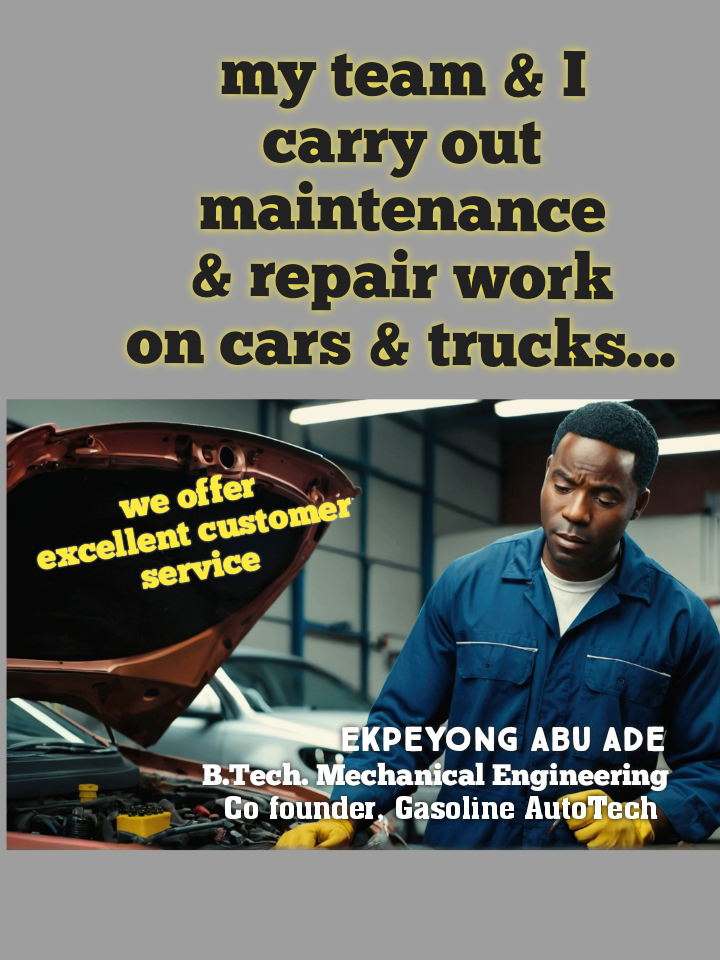 my team & I
carry out
maintenance
& repair work
on cars & trucks...
we offer
excellent customer
service
EKPEYONG ABU ADE
B.Tech. Mechanical Engineering
Co founder, Gasoline AutoTech